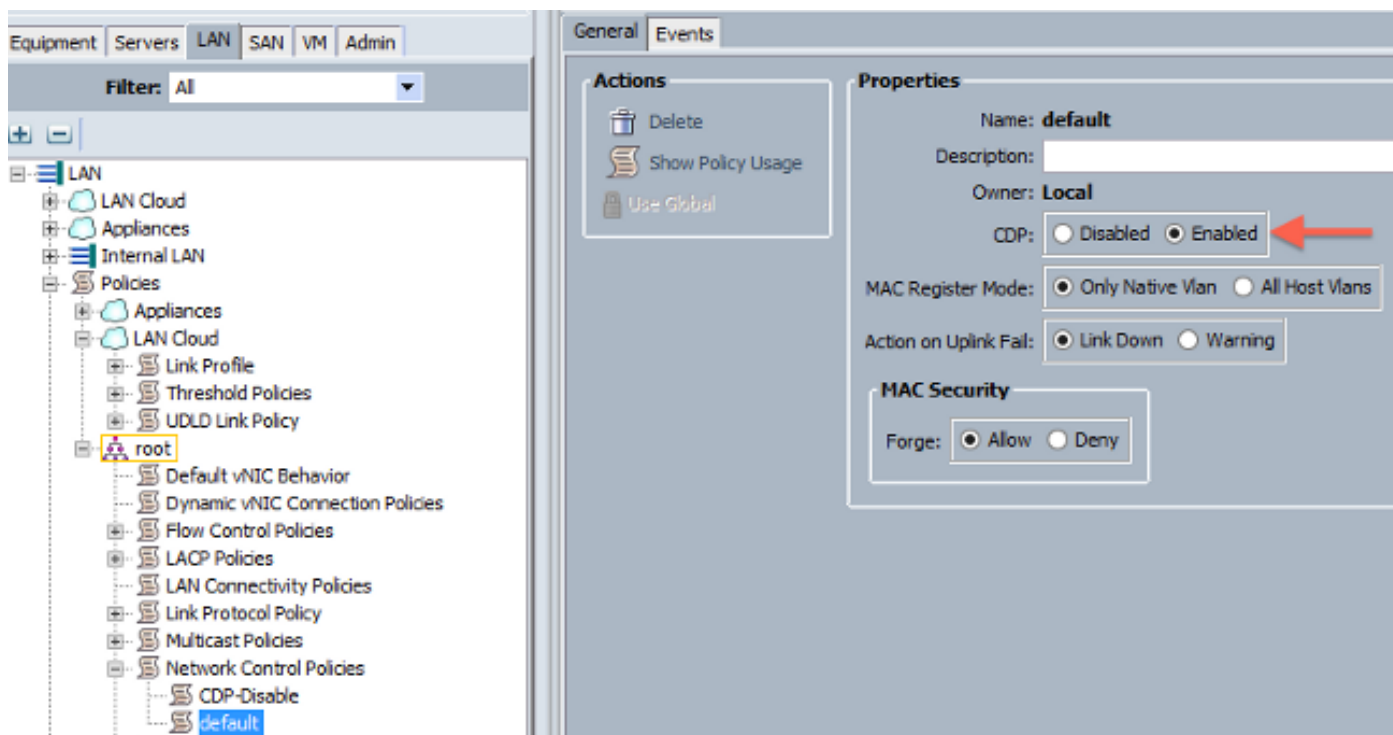 Equipment Servers LAN SAN VM Admin
Filter: All
LAN
LAN Cloud
Appliances
Internal LAN
Policies
Appliances
LAN Cloud
Link Profile
Threshold Policies
UDLD Link Policy
root
Default vNIC Behavior
Dynamic vNIC Connection Policies
Flow Control Policies
LACP Policies
LAN Connectivity Policies
Link Protocol Policy
Multicast Policies
Network Control Policies
CDP-Disable
default
General Events
Actions
Delete
Show Policy Usage
Use Global
Properties
Name: default
Description:
Owner: Local
CDP: Disabled Enabled
MAC Register Mode: Only Native Vlan All Host Vlans
Action on Uplink Fail: Link Down Warning
MAC Security
Forge: Allow Deny